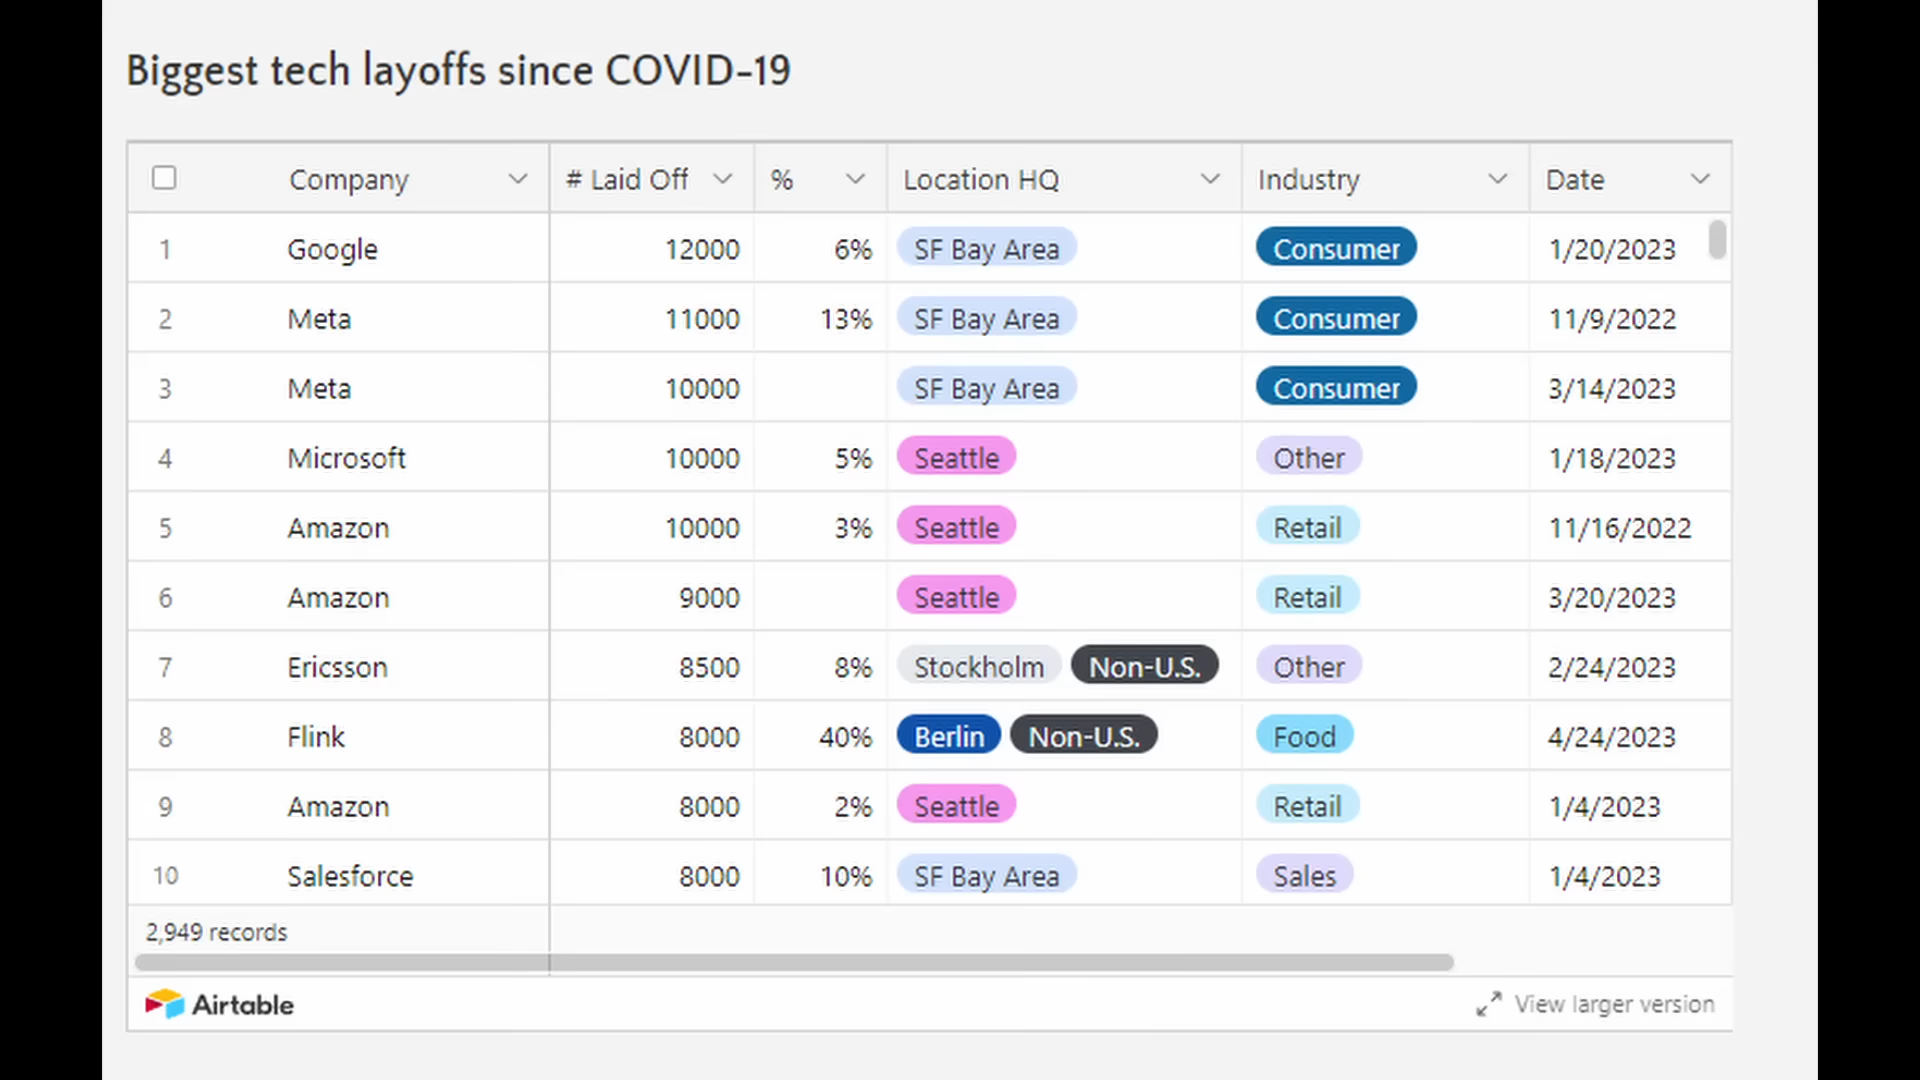 Biggest tech layoffs since COVID-19
Company # Laid Off % Location HQ Industry Date
1 Google 12000 6% SF Bay Area Consumer 1/20/2023
2 Meta 11000 13% SF Bay Area Consumer 11/9/2022
3 Meta 10000 SF Bay Area Consumer 3/14/2023
4 Microsoft 10000 5% Seattle Other 1/18/2023
5 Amazon 10000 3% Seattle Retail 11/16/2022
6 Amazon 9000 Seattle Retail 3/20/2023
7 Ericsson 8500 8% Stockholm Non-U.S. Other 2/24/2023
8 Flink 8000 40% Berlin Non-U.S. Food 4/24/2023
9 Amazon 8000 2% Seattle Retail 1/4/2023
10 Salesforce 8000 10% SF Bay Area Sales 1/4/2023
2,949 records
Airtable View larger version